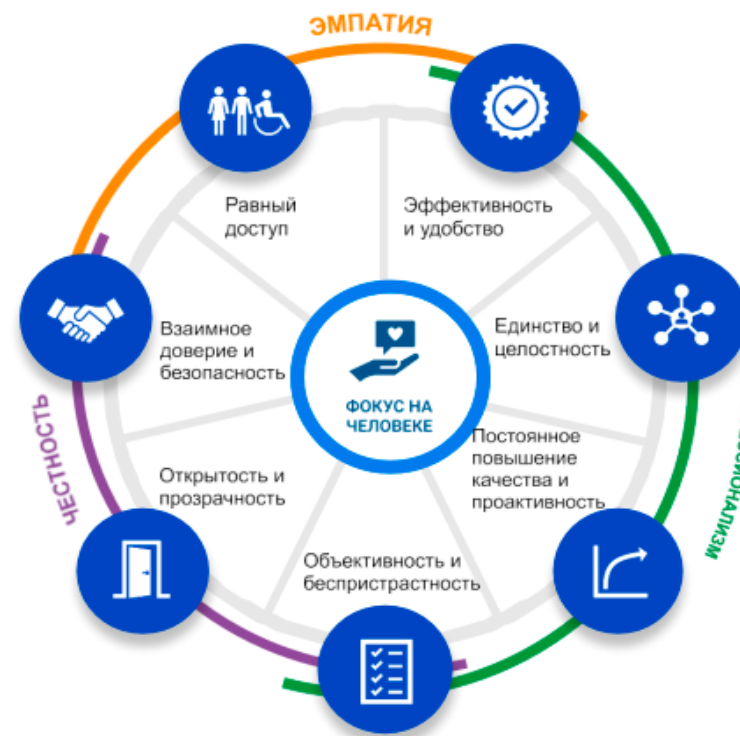 ЭМПАТИЯ
Равный
доступ
Эффективность
и удобство
Взаимное
доверие и
безопасность
Единство и
целостность
ФОКУС НА
ЧЕЛОВЕКЕ
ЧЕСТНОСТЬ
Открытость и
прозрачность
Постоянное
повышение
качества и
проактивность
Объективность и
беспристрастность